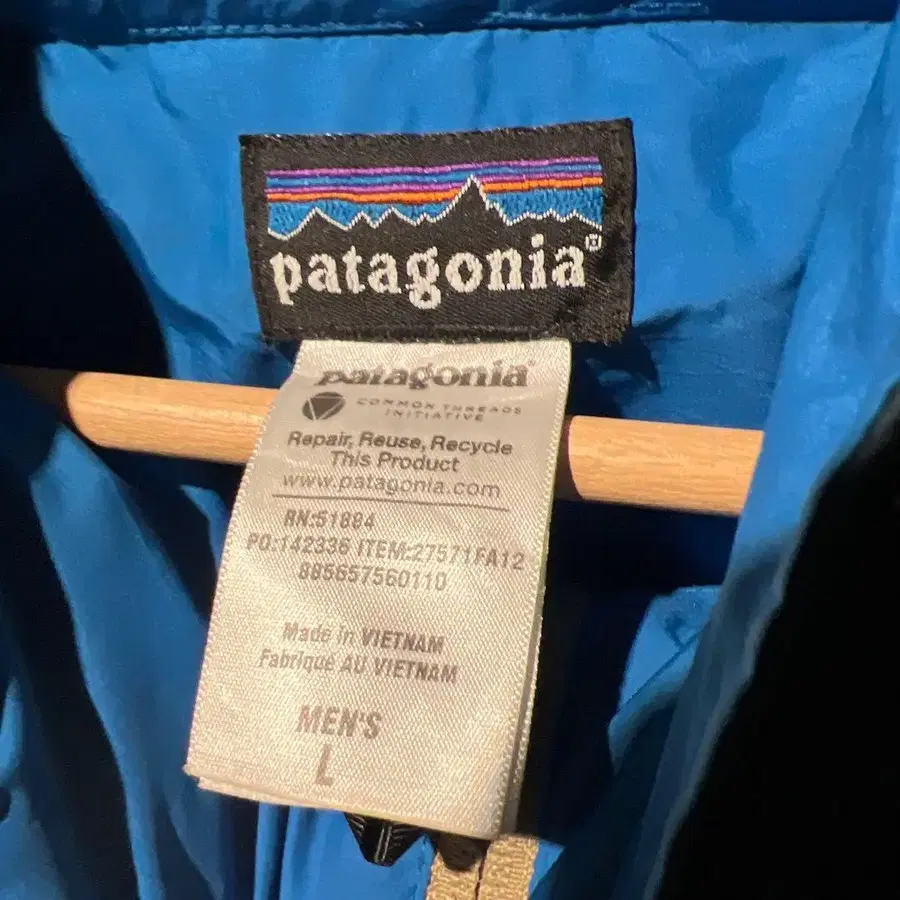 patagonia®
patagonia®
COMMON THREADS
INITIATIVE
Repair, Reuse, Recycle
This Product
www.patagonia.com
RN:51884
PO:142336 ITEM:27571FA12
885657560110
Made in VIETNAM
Fabriqué AU VIETNAM
MEN'S
L